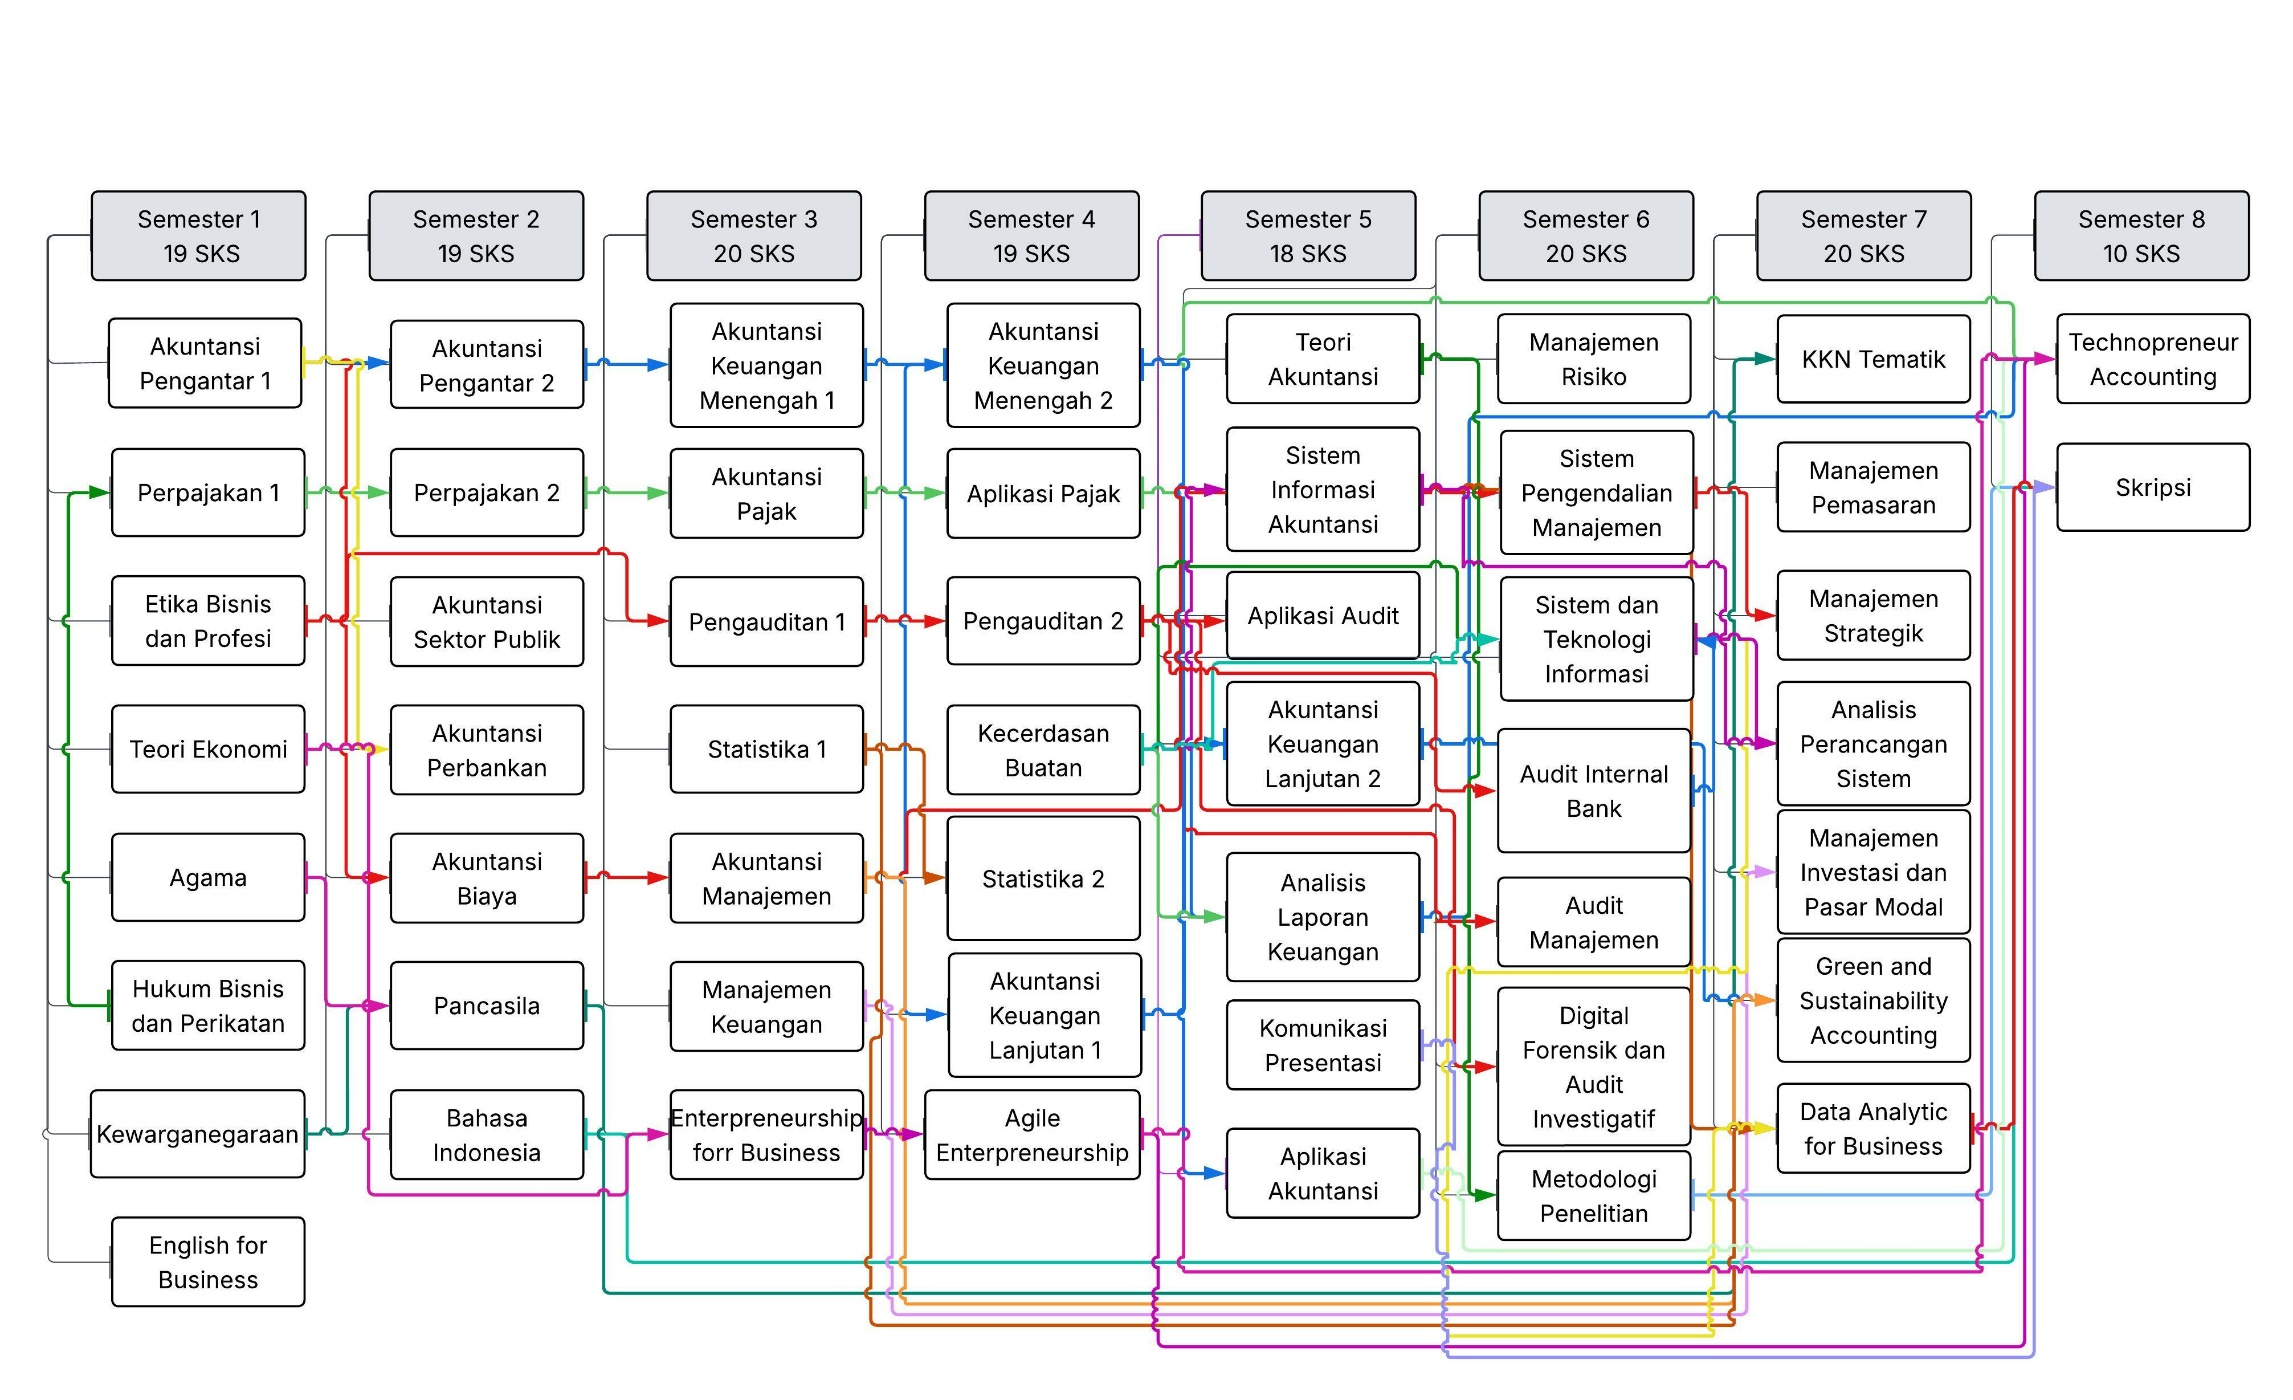 Semester 1
19 SKS
Semester 2
19 SKS
Semester 3
20 SKS
Semester 4
19 SKS
Semester 5
18 SKS
Semester 6
20 SKS
Semester 7
20 SKS
Semester 8
10 SKS
Akuntansi
Pengantar 1
Perpajakan 1
Etika Bisnis
dan Profesi
Teori Ekonomi
Agama
Hukum Bisnis
dan Perikatan
Kewarganegaraan
English for
Business
Akuntansi
Pengantar 2
Perpajakan 2
Akuntansi
Sektor Publik
Akuntansi
Perbankan
Akuntansi
Biaya
Pancasila
Bahasa
Indonesia
Akuntansi
Keuangan
Menengah 1
Akuntansi
Pajak
Pengauditan 1
Statistika 1
Akuntansi
Manajemen
Manajemen
Keuangan
Enterpreneurship
forr Business
Akuntansi
Keuangan
Menengah 2
Aplikasi Pajak
Pengauditan 2
Kecerdasan
Buatan
Statistika 2
Akuntansi
Keuangan
Lanjutan 1
Agile
Enterpreneurship
Teori
Akuntansi
Sistem
Informasi
Akuntansi
Aplikasi Audit
Akuntansi
Keuangan
Lanjutan 2
Analisis
Laporan
Keuangan
Komunikasi
Presentasi
Aplikasi
Akuntansi
Manajemen
Risiko
Sistem
Pengendalian
Manajemen
Sistem dan
Teknologi
Informasi
Audit Internal
Bank
Audit
Manajemen
Digital
Forensik dan
Audit
Investigatif
Metodologi
Penelitian
KKN Tematik
Manajemen
Pemasaran
Manajemen
Strategik
Analisis
Perancangan
Sistem
Manajemen
Investasi dan
Pasar Modal
Green and
Sustainability
Accounting
Data Analytic
for Business
Technopreneur
Accounting
Skripsi